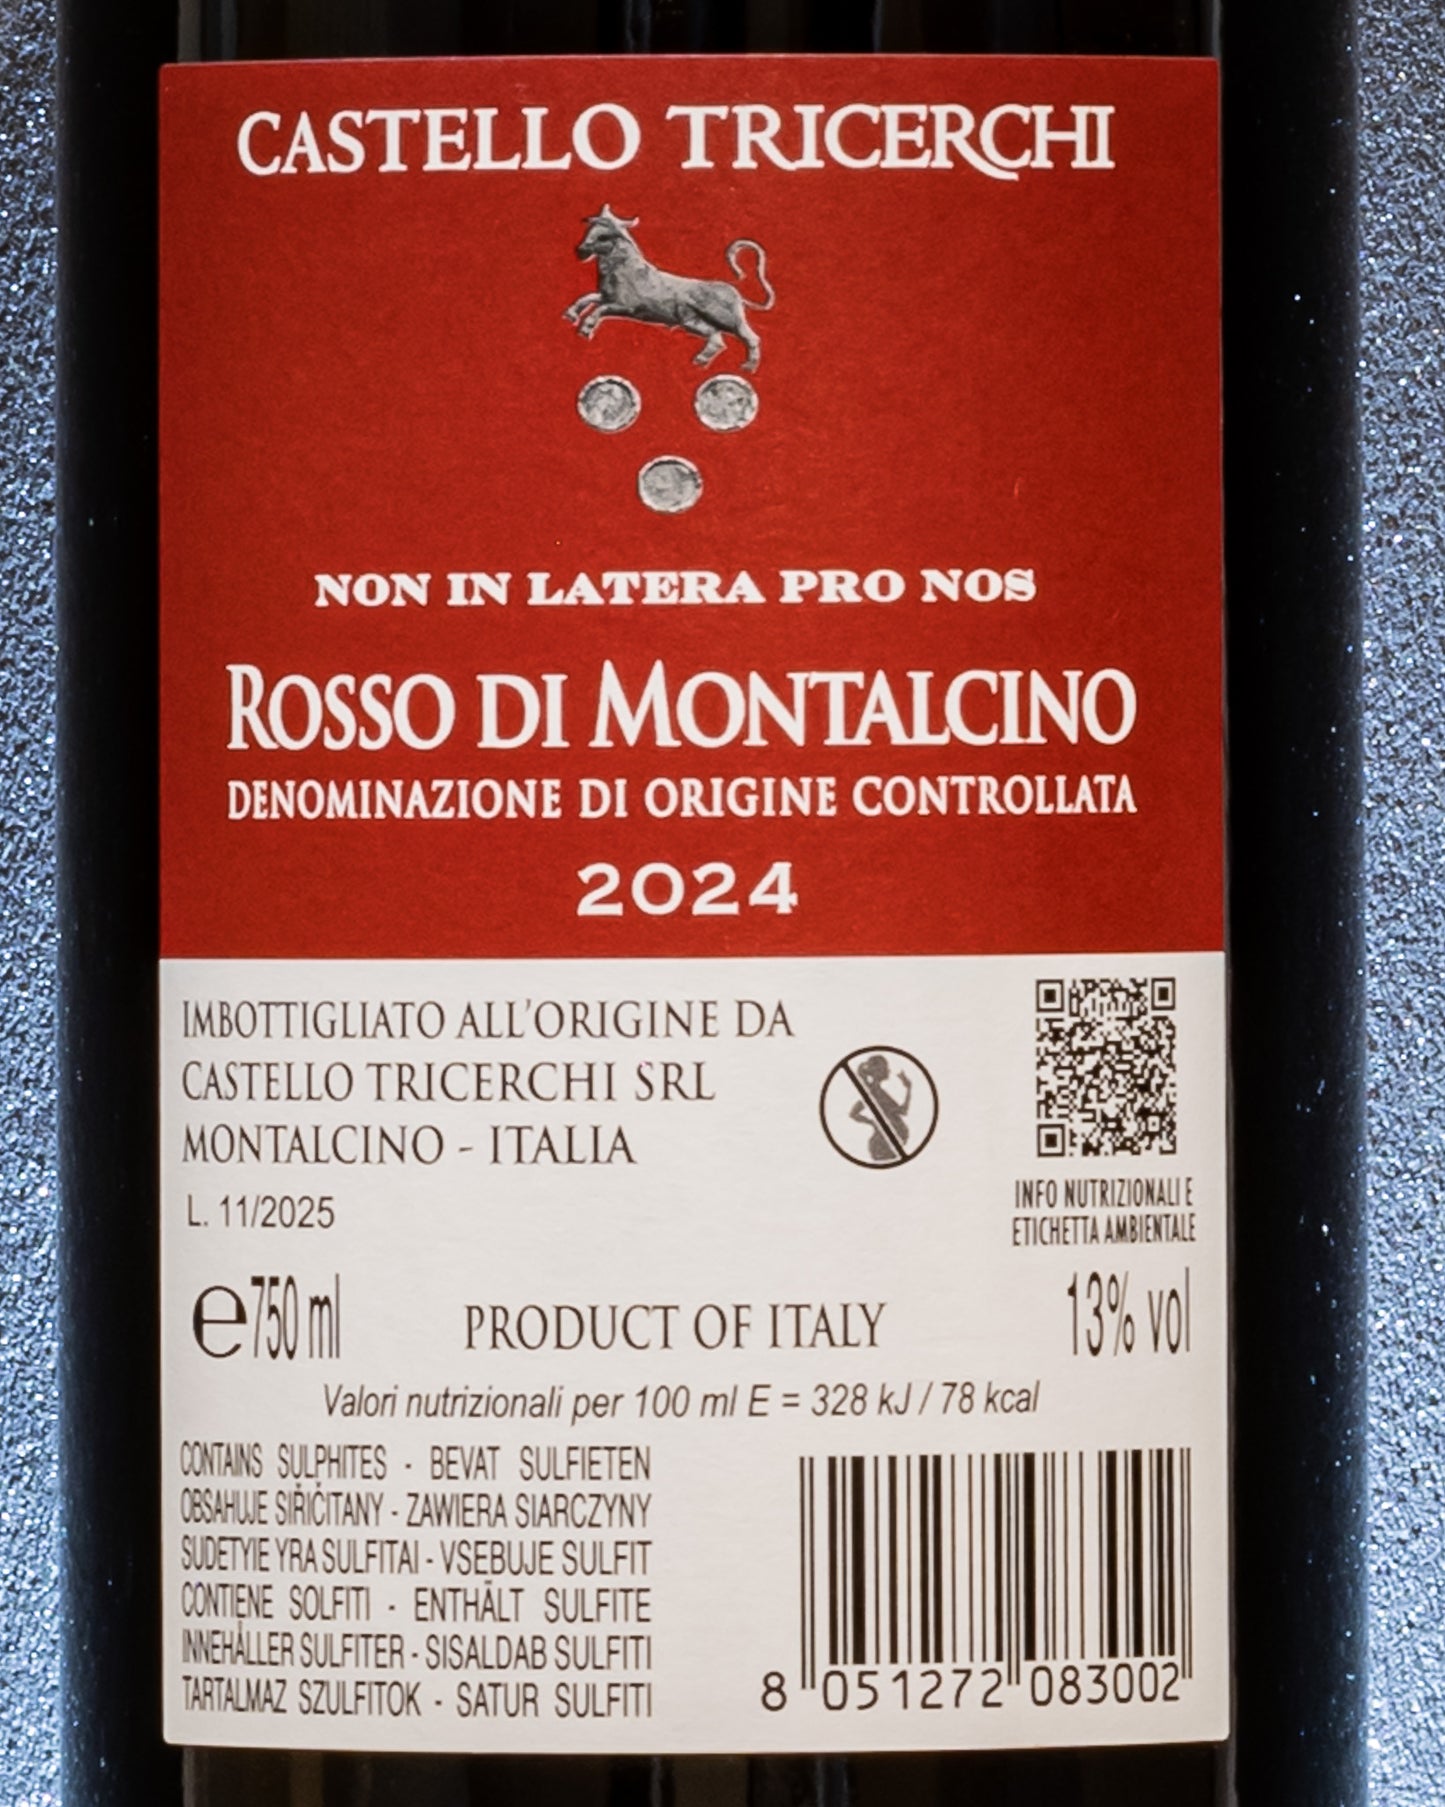 CASTELLO TRICERCHI
NON IN LATERA PRO NOS
ROSSO DI MONTALCINO
DENOMINAZIONE DI ORIGINE CONTROLLATA
2024
IMBOTTIGLIATO ALL'ORIGINE DA
CASTELLO TRICERCHI SRL
MONTALCINO - ITALIA
L. 11/2025
INFO NUTRIZIONALI E
ETICHETTA AMBIENTALE
e 750 ml
PRODUCT OF ITALY
13% vol
Valori nutrizionali per 100 ml E = 328 kJ / 78 kcal
CONTAINS SULPHITES - BEVAT SULFIETEN
OBSAHUJE SIŘIČITANY - ZAWIERA SIARCZYNY
SUDETYIE YRA SULFITAI - VSEBUJE SULFIT
CONTIENE SOLFITI - ENTHÄLT SULFITE
INNEHÅLLER SULFITER - SISALDAB SULFITI
TARTALMAZ SZULFITOK - SATUR SULFITI
8 051272 083002